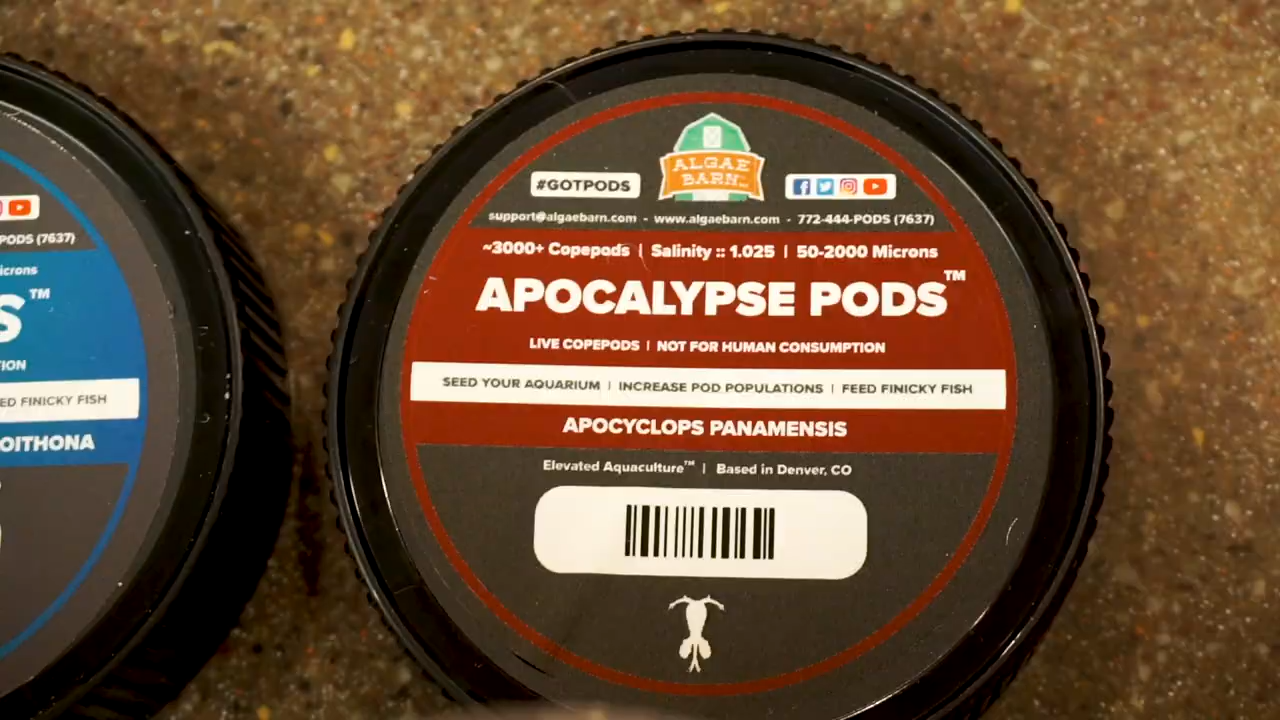 #GOTPODS
ALGAE
BARN
support@algaebarn.com - www.algaebarn.com - 772-444-PODS (7637)
~3000+ Copepods | Salinity :: 1.025 | 50-2000 Microns
APOCALYPSE PODS™
LIVE COPEPODS | NOT FOR HUMAN CONSUMPTION
SEED YOUR AQUARIUM | INCREASE POD POPULATIONS | FEED FINICKY FISH
APOCYCLOPS PANAMENSIS
Elevated Aquaculture™ | Based in Denver, CO
PODS (7637)
icrons
S™
TION
ED FINICKY FISH
OITHONA